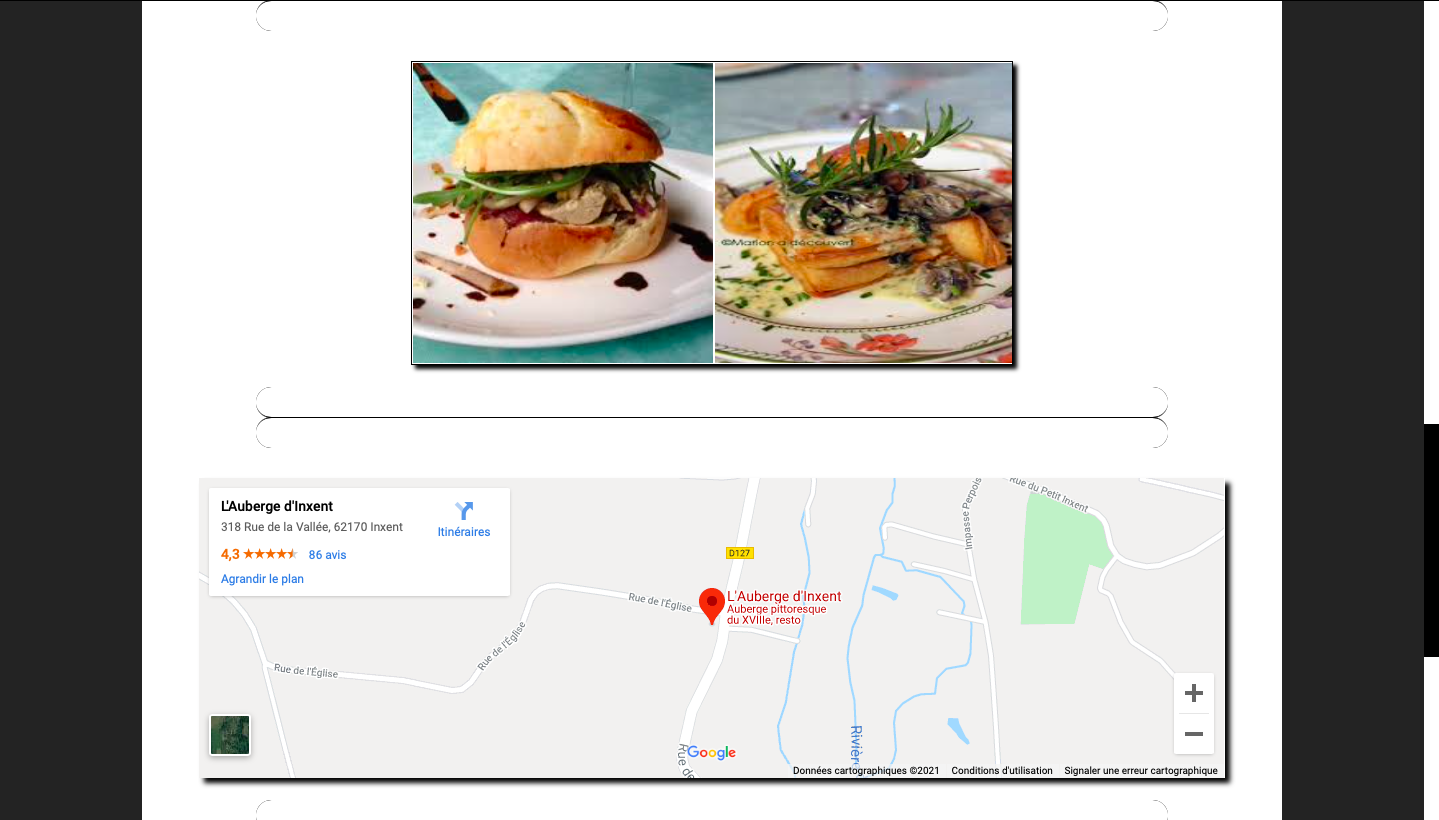 ©Marion a découvert
L'Auberge d'Inxent
318 Rue de la Vallée, 62170 Inxent
Itinéraires
4,3
86 avis
Agrandir le plan
Rue du Petit Inxent
Impasse Perpois
D127
L'Auberge d'Inxent
Auberge pittoresque
du XVIIIe, resto
Rue de l'Église
Rue de l'Église
Rue de l'Église
Rivièr
Rue de
Google
Données cartographiques ©2021 Conditions d'utilisation Signaler une erreur cartographique